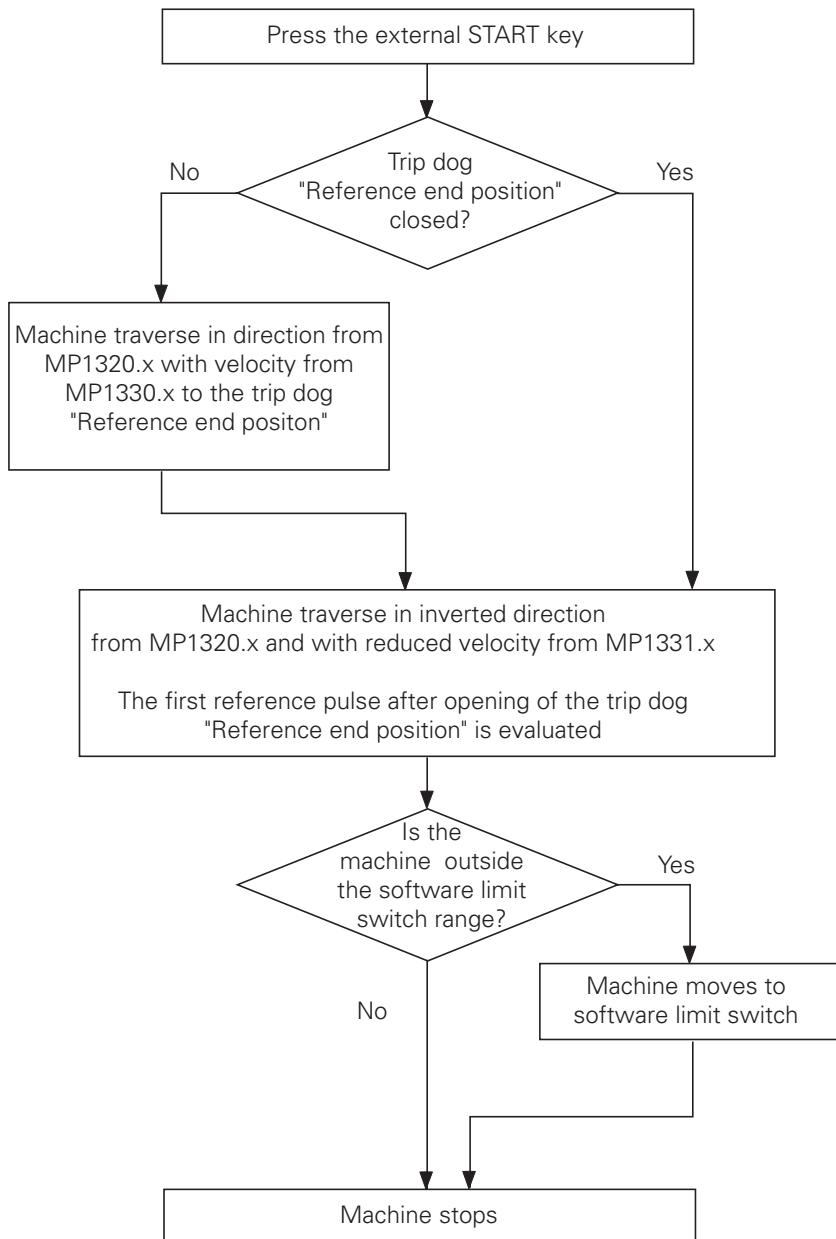 Press the external START key
Trip dog
"Reference end position"
closed?
No
Yes
Machine traverse in direction from
MP1320.x with velocity from
MP1330.x to the trip dog
"Reference end positon"
Machine traverse in inverted direction
from MP1320.x and with reduced velocity from MP1331.x
The first reference pulse after opening of the trip dog
"Reference end position" is evaluated
Is the
machine outside
the software limit
switch range?
Yes
No
Machine moves to
software limit switch
Machine stops